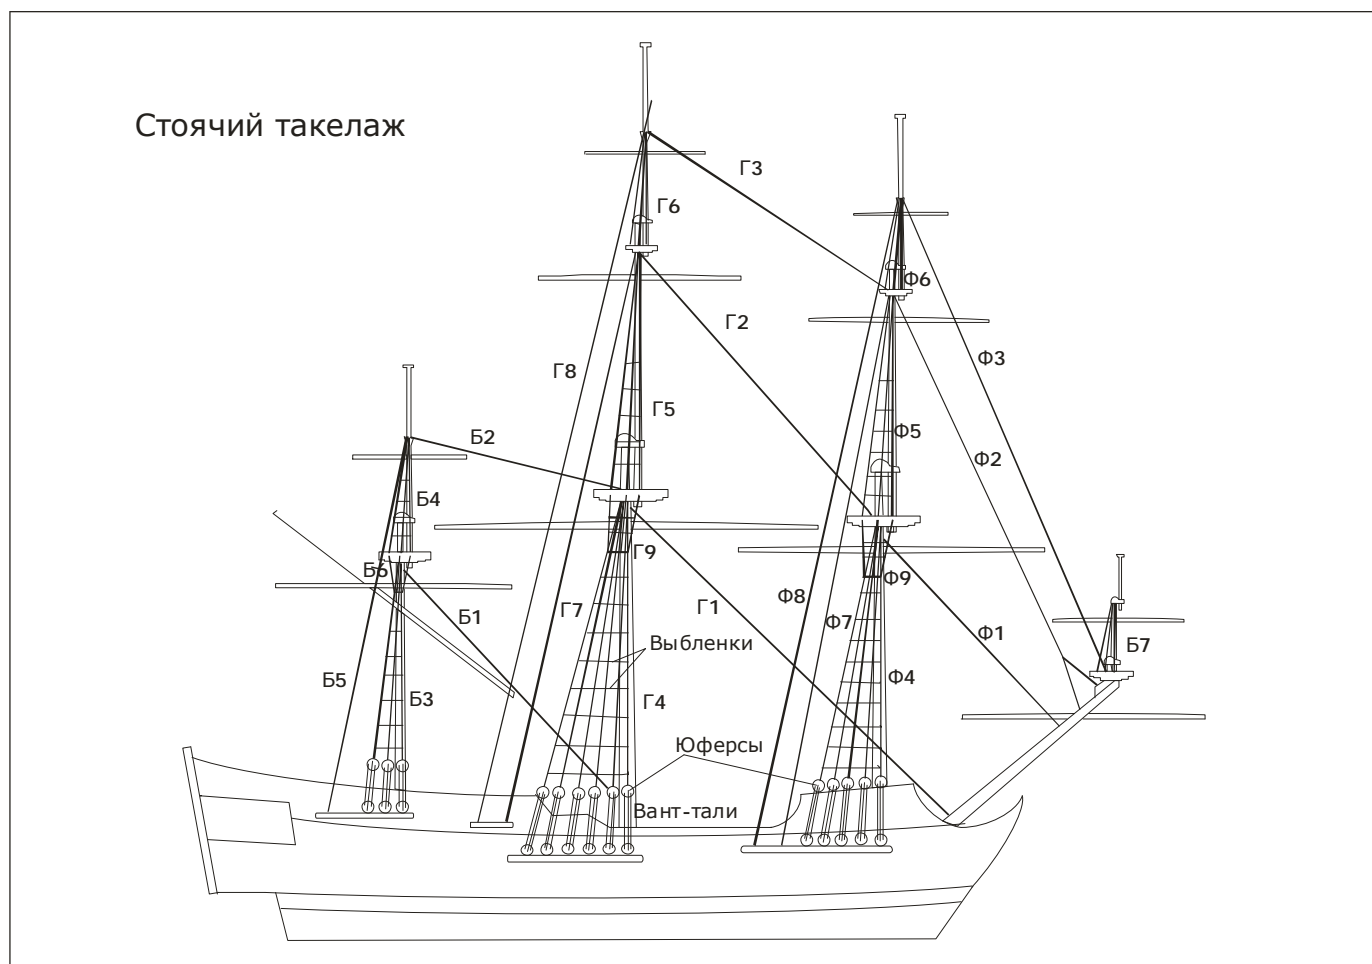 Стоячий такелаж
Г3
Г6
Ф6
Г2
Ф3
Г8
Г5
Б2
Ф5
Ф2
Б4
Г9
Б6
Ф9
Г7
Г1
Ф8
Б1
Ф7
Ф1
Выбленки
Б7
Б5
Ф4
Б3
Г4
Юферсы
Вант-тали